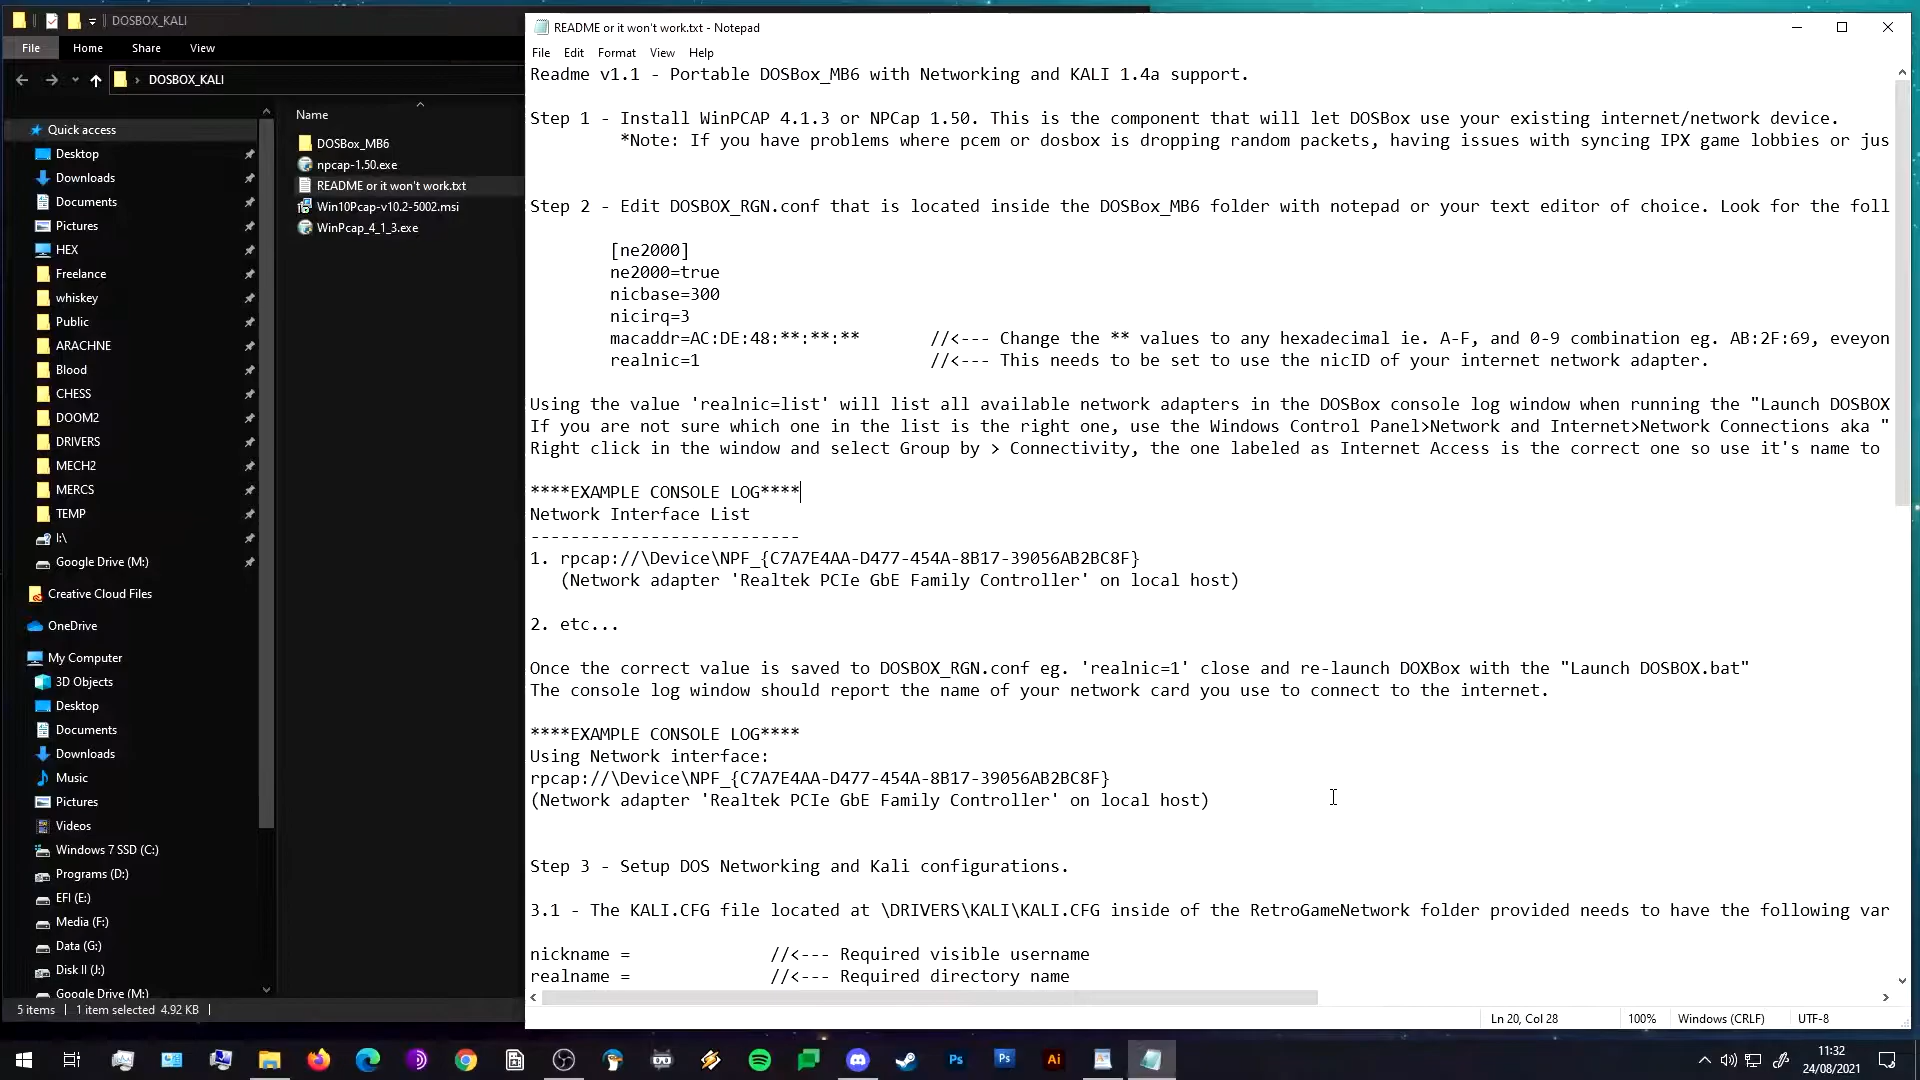 DOSBOX_KALI
File Home Share View
DOSBOX_KALI
Quick access
Desktop
Downloads
Documents
Pictures
HEX
Freelance
whiskey
Public
ARACHNE
Blood
CHESS
DOOM2
DRIVERS
MECH2
MERCS
TEMP
I:\
Google Drive (M:)
Creative Cloud Files
OneDrive
My Computer
3D Objects
Desktop
Documents
Downloads
Music
Pictures
Videos
Windows 7 SSD (C:)
Programs (D:)
EFI (E:)
Media (F:)
Data (G:)
Disk II (J:)
Google Drive (M:)
Name
DOSBox_MB6
npcap-1.50.exe
README or it won't work.txt
Win10Pcap-v10.2-5002.msi
WinPcap_4_1_3.exe
5 items 1 item selected 4.92 KB
README or it won't work.txt - Notepad
File Edit Format View Help
Readme v1.1 - Portable DOSBox_MB6 with Networking and KALI 1.4a support.
Step 1 - Install WinPCAP 4.1.3 or NPCap 1.50. This is the component that will let DOSBox use your existing internet/network device.
*Note: If you have problems where pcem or dosbox is dropping random packets, having issues with syncing IPX game lobbies or jus
Step 2 - Edit DOSBOX_RGN.conf that is located inside the DOSBox_MB6 folder with notepad or your text editor of choice. Look for the foll
[ne2000]
ne2000=true
nicbase=300
nicirq=3
macaddr=AC:DE:48:**:**:** //<--- Change the ** values to any hexadecimal ie. A-F, and 0-9 combination eg. AB:2F:69, eveyon
realnic=1 //<--- This needs to be set to use the nicID of your internet network adapter.
Using the value 'realnic=list' will list all available network adapters in the DOSBox console log window when running the "Launch DOSBOX
If you are not sure which one in the list is the right one, use the Windows Control Panel>Network and Internet>Network Connections aka "
Right click in the window and select Group by > Connectivity, the one labeled as Internet Access is the correct one so use it's name to
****EXAMPLE CONSOLE LOG****
Network Interface List
---------------------------
1. rpcap://\Device\NPF_{C7A7E4AA-D477-454A-8B17-39056AB2BC8F}
(Network adapter 'Realtek PCIe GbE Family Controller' on local host)
2. etc...
Once the correct value is saved to DOSBOX_RGN.conf eg. 'realnic=1' close and re-launch DOXBox with the "Launch DOSBOX.bat"
The console log window should report the name of your network card you use to connect to the internet.
****EXAMPLE CONSOLE LOG****
Using Network interface:
rpcap://\Device\NPF_{C7A7E4AA-D477-454A-8B17-39056AB2BC8F}
(Network adapter 'Realtek PCIe GbE Family Controller' on local host)
Step 3 - Setup DOS Networking and Kali configurations.
3.1 - The KALI.CFG file located at \DRIVERS\KALI\KALI.CFG inside of the RetroGameNetwork folder provided needs to have the following var
nickname = //<--- Required visible username
realname = //<--- Required directory name
Ln 20, Col 28 100% Windows (CRLF) UTF-8
Ps Ps Ai
11:32
24/08/2021